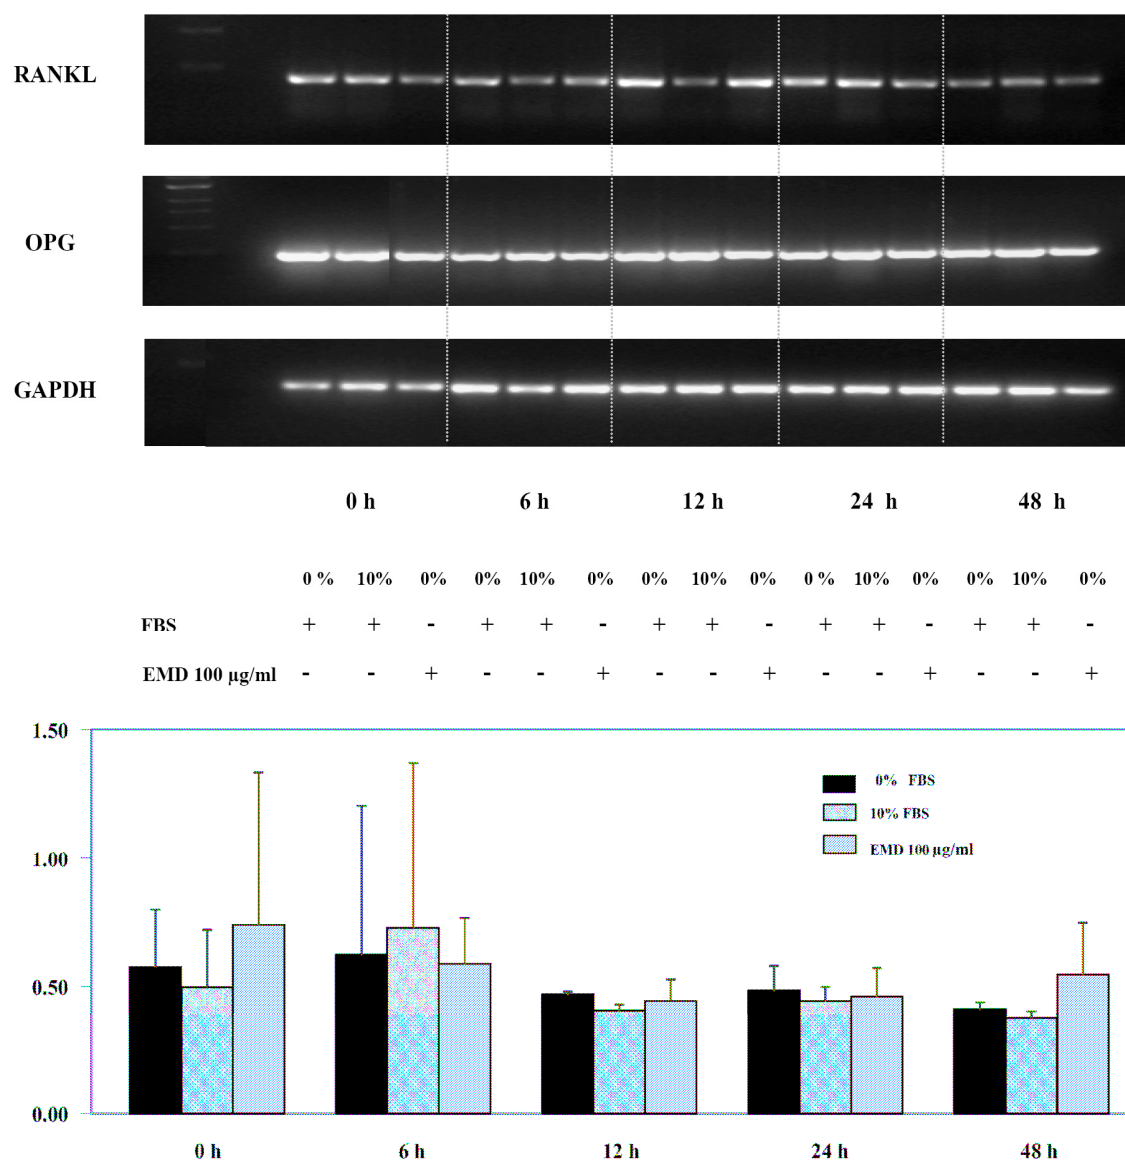 RANKL
OPG
GAPDH
0 h 6 h 12 h 24 h 48 h
0 % 10% 0% 0% 10% 0% 0% 10% 0% 0 % 10% 0% 0% 10% 0%
FBS + + - + + - + + - + + - + + -
EMD 100 µg/ml - - + - - + - - + - - + - - +
1.50
0% FBS
10% FBS
EMD 100 µg/ml
1.00
0.50
0.00
0 h 6 h 12 h 24 h 48 h